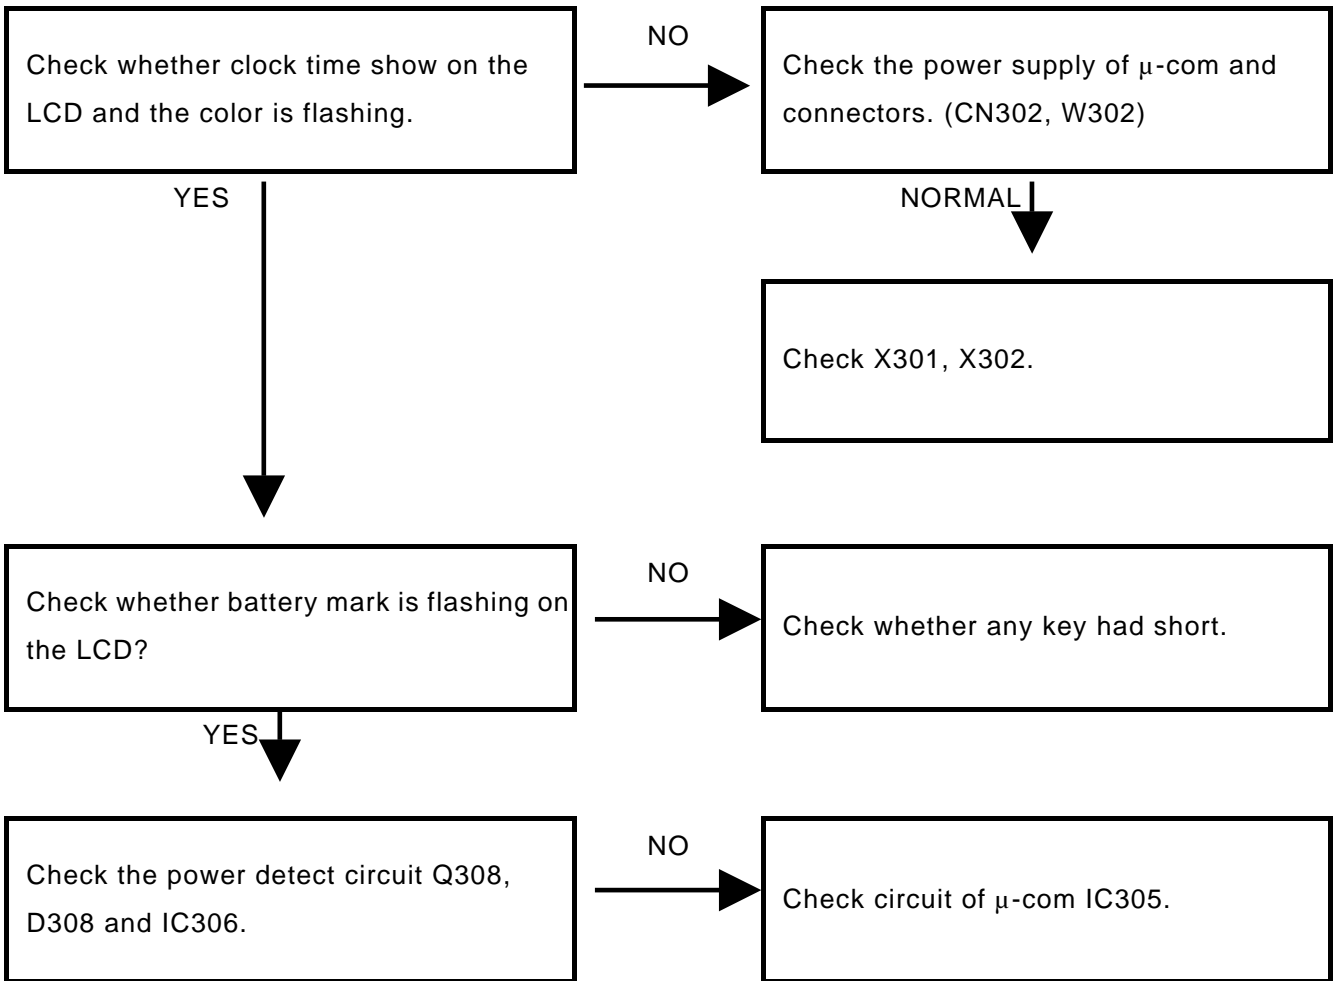 Check whether clock time show on the
LCD and the color is flashing.
NO
Check the power supply of μ-com and
connectors. (CN302, W302)
YES
NORMAL
Check X301, X302.
Check whether battery mark is flashing on
the LCD?
NO
Check whether any key had short.
YES
Check the power detect circuit Q308,
D308 and IC306.
NO
Check circuit of μ-com IC305.